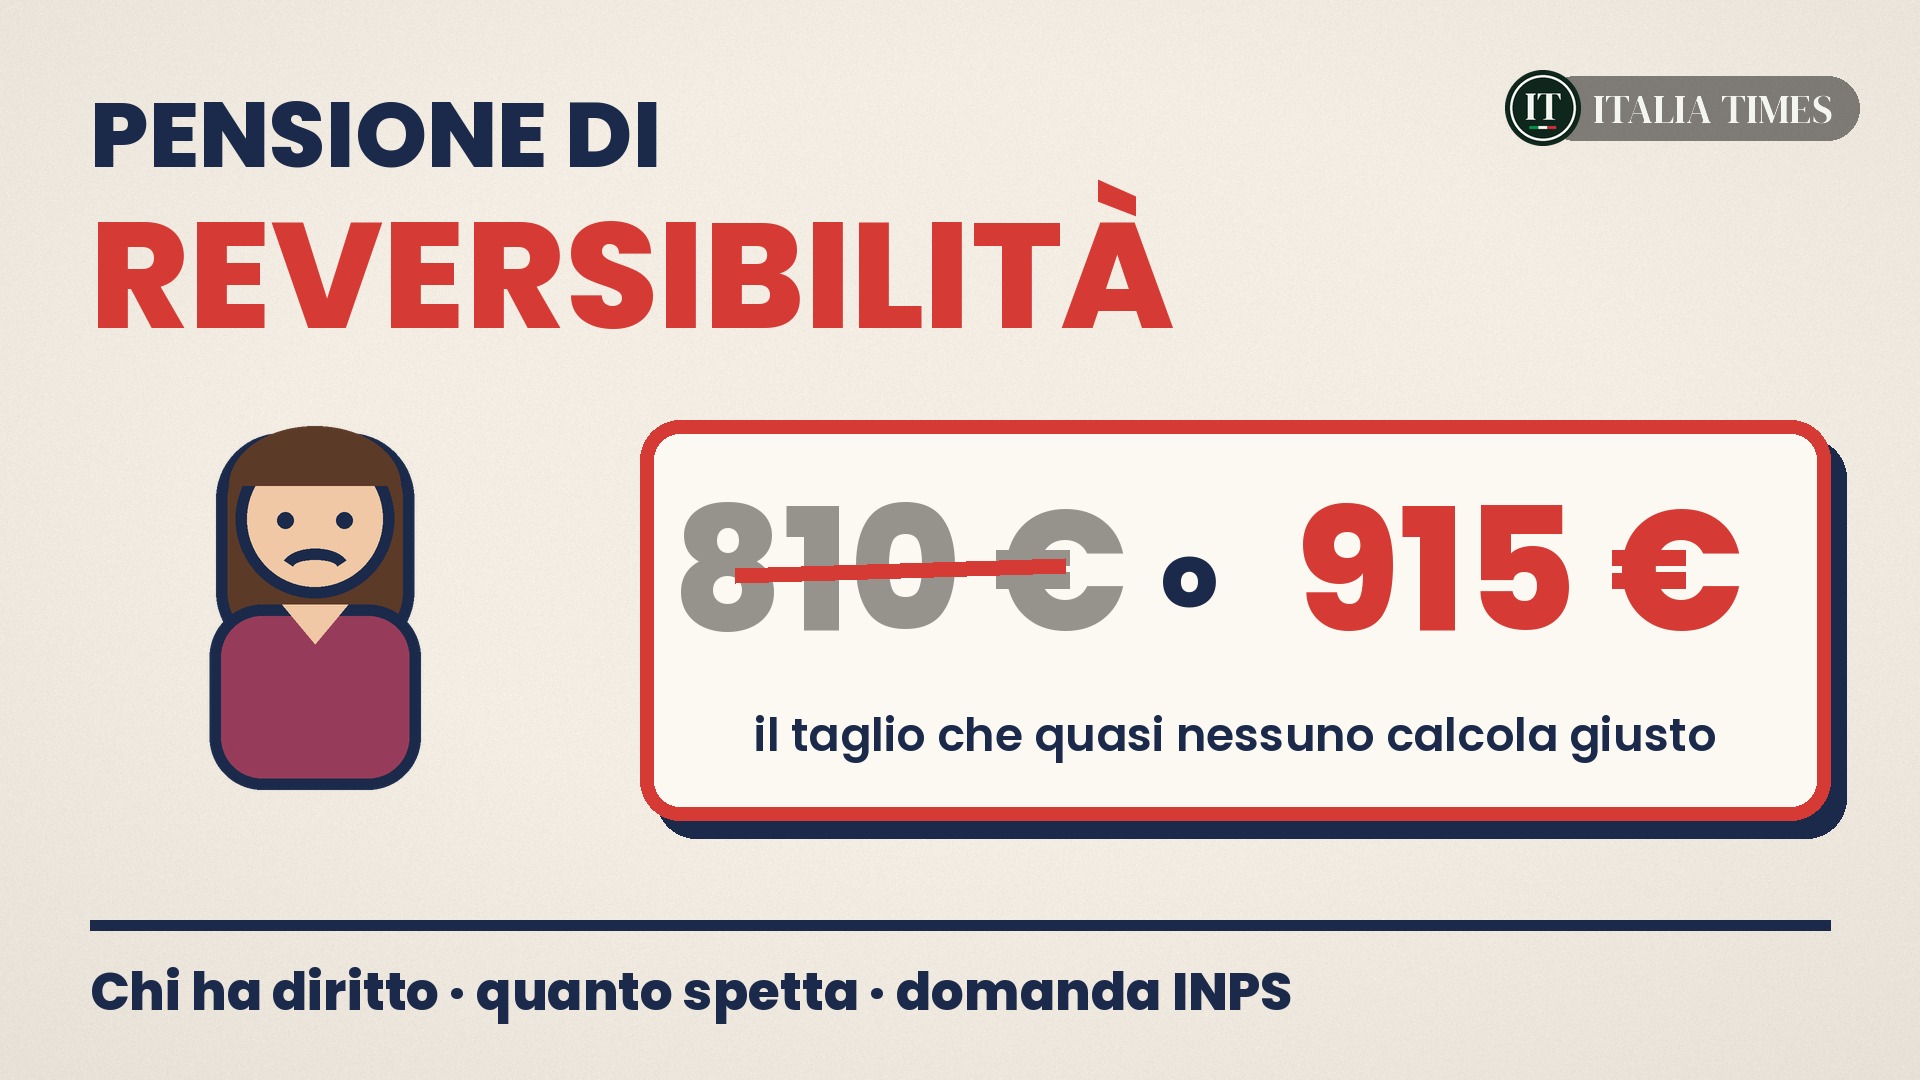 PENSIONE DI
IT ITALIA TIMES
REVERSIBILITÀ
810 € o 915 €
il taglio che quasi nessuno calcola giusto
Chi ha diritto · quanto spetta · domanda INPS